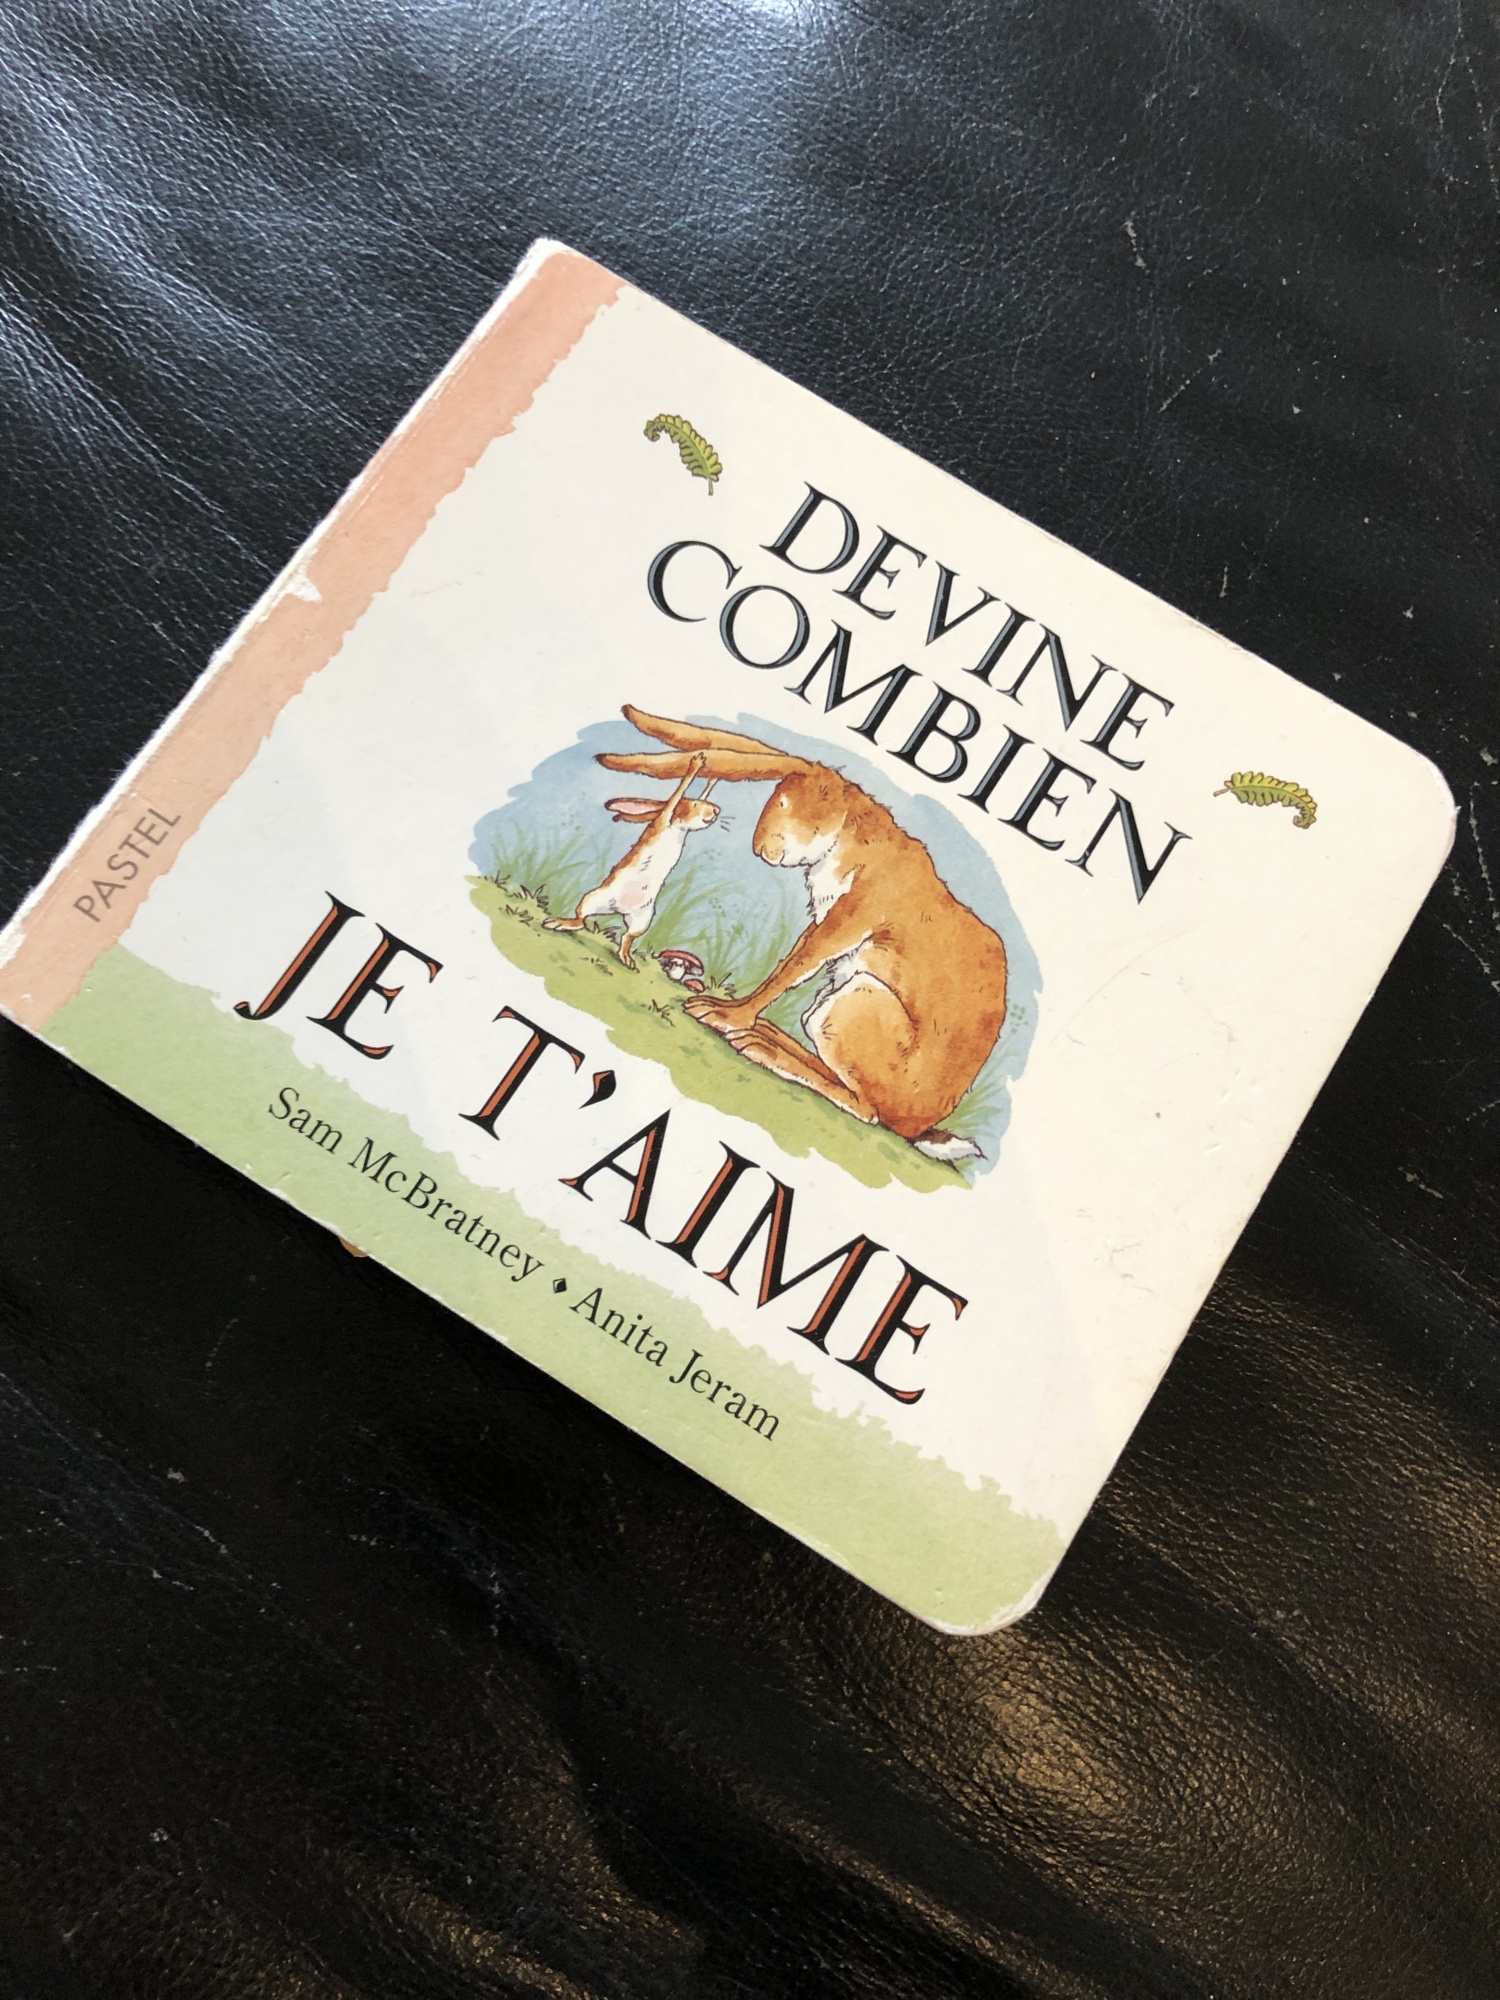 DEVINE
COMBIEN
JE T'AIME
Sam McBratney ♦ Anita Jeram
PASTEL